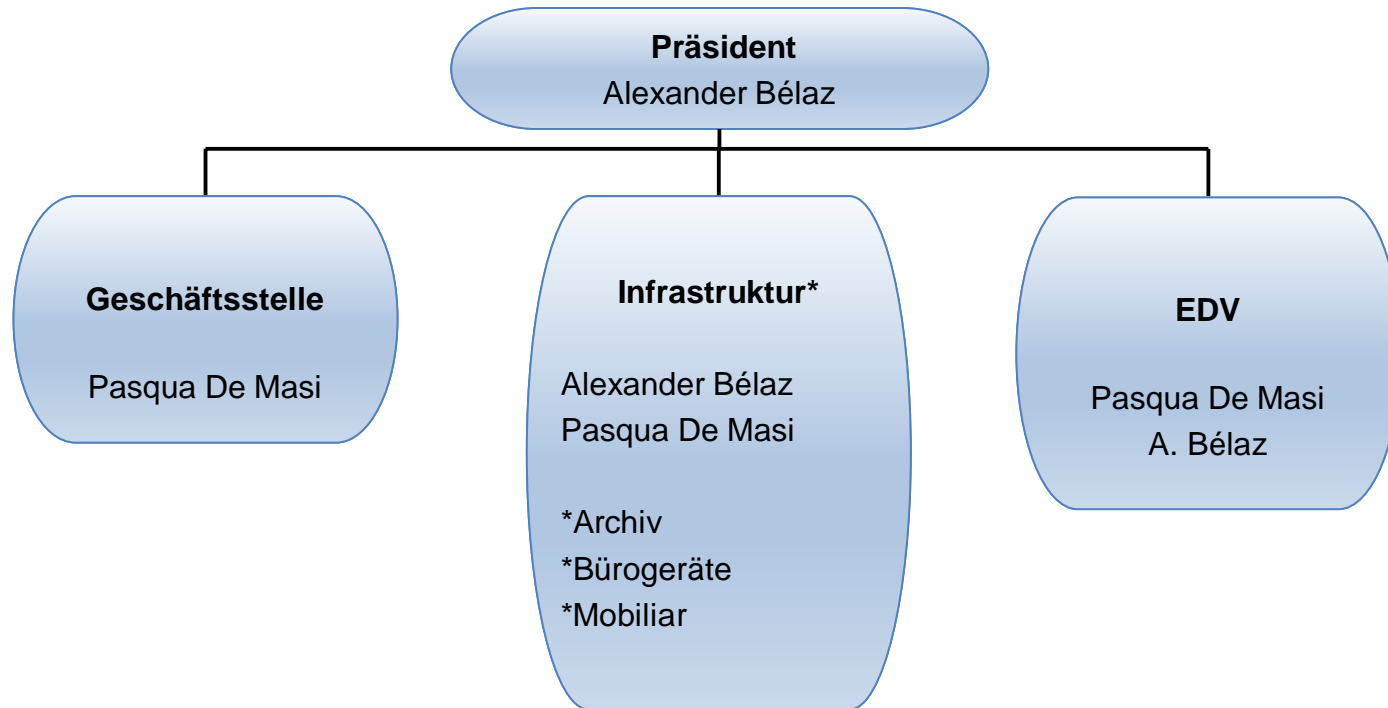 Präsident
Alexander Bélaz
Geschäftsstelle
Pasqua De Masi
Infrastruktur*
Alexander Bélaz
Pasqua De Masi
*Archiv
*Bürogeräte
*Mobiliar
EDV
Pasqua De Masi
A. Bélaz